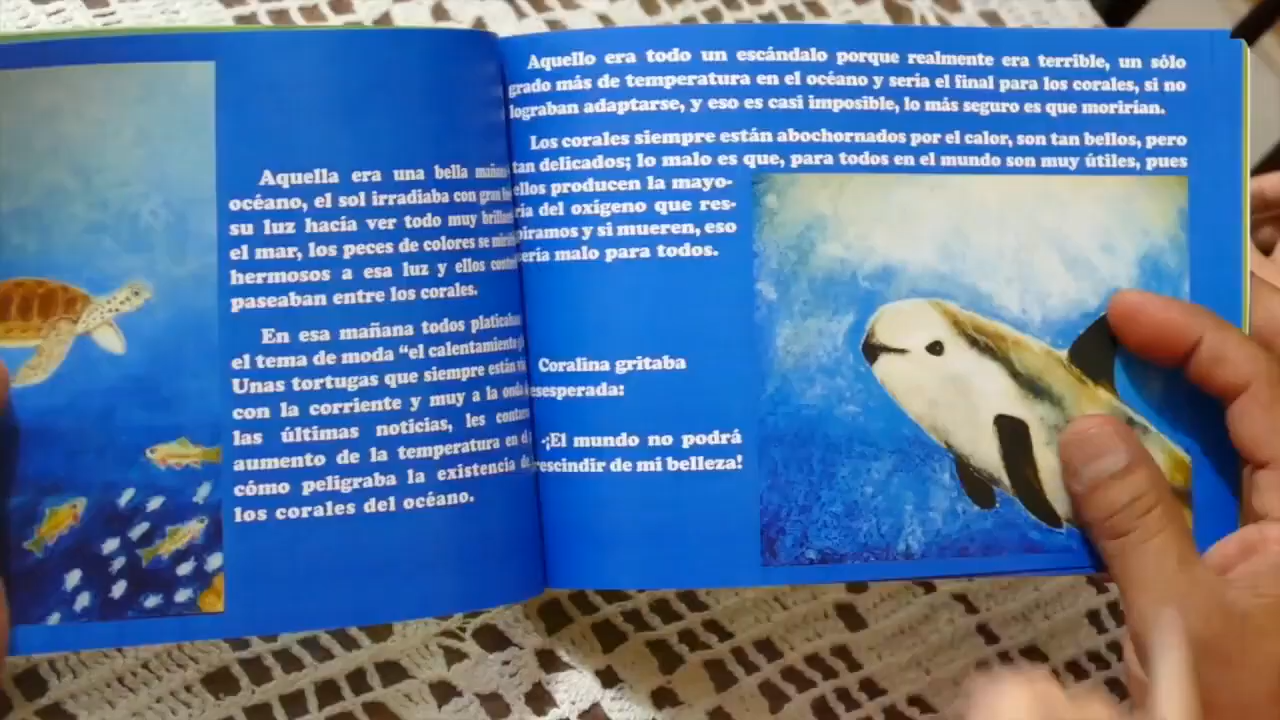 Aquella era una bella mañana
océano, el sol irradiaba con gran
su luz hacía ver todo muy
el mar, los peces de colores se
hermosos a esa luz y ellos
paseaban entre los corales.
En esa mañana todos platicaban
el tema de moda “el calentamiento
Unas tortugas que siempre están
con la corriente y muy a la onda
las últimas noticias, les
aumento de la temperatura en
cómo peligraba la existencia de
los corales del océano.
Aquello era todo un escándalo porque realmente era terrible, un sólo
grado más de temperatura en el océano y sería el final para los corales, si no
lograban adaptarse, y eso es casi imposible, lo más seguro es que morirían.
Los corales siempre están abochornados por el calor, son tan bellos, pero
tan delicados; lo malo es que, para todos en el mundo son muy útiles, pues
ellos producen la mayo-
ría del oxígeno que res-
piramos y si mueren, eso
sería malo para todos.
Coralina gritaba
esesperada:
-¡El mundo no podrá
rescindir de mi belleza!